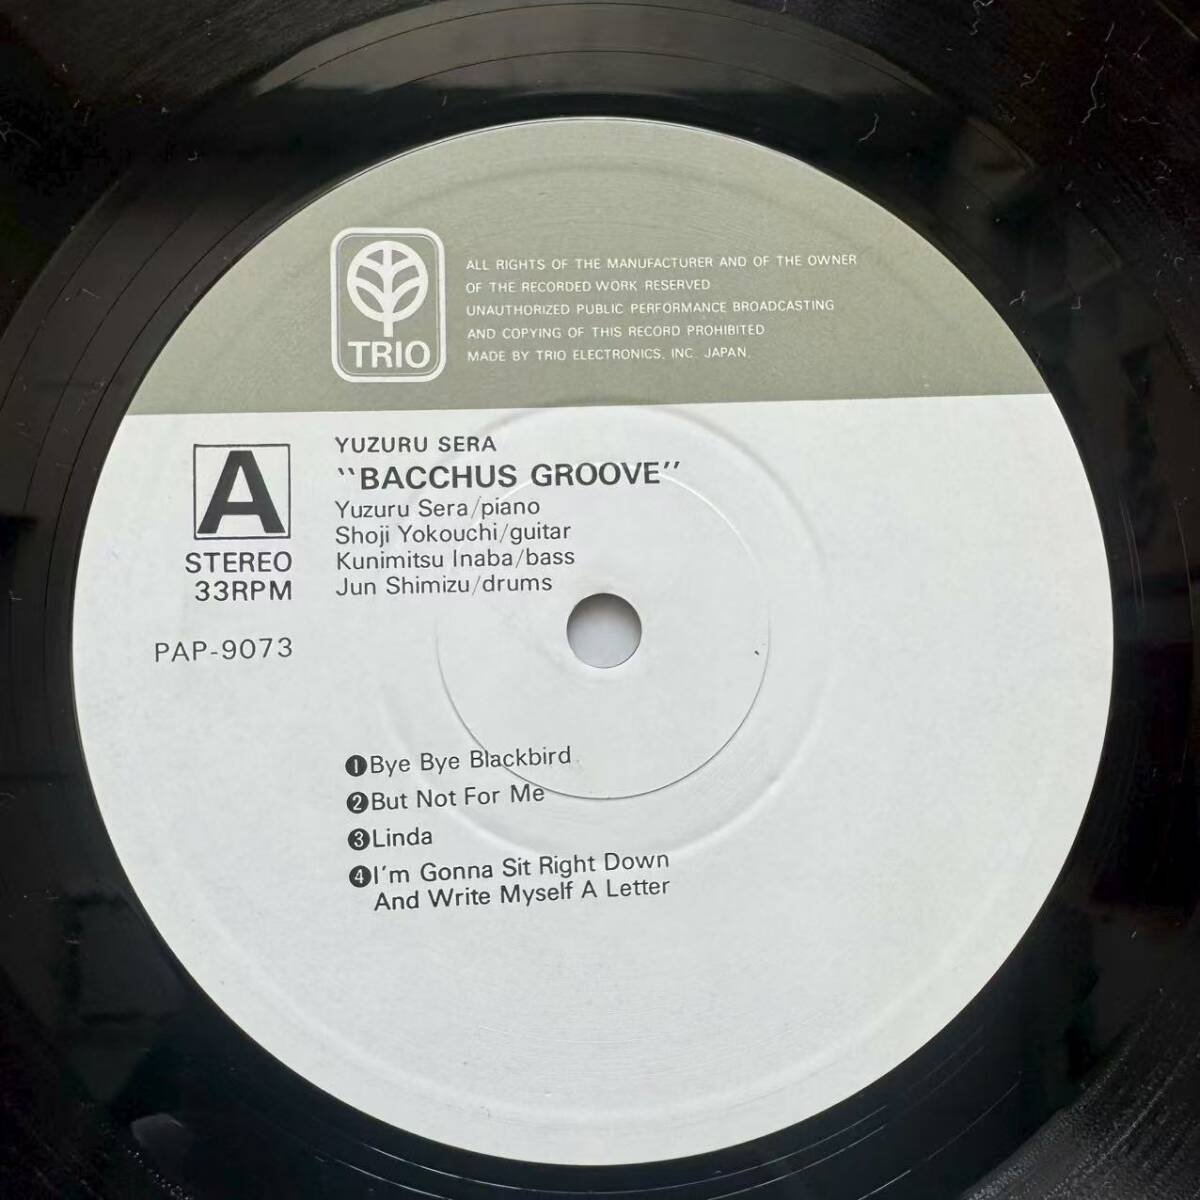 TRIO
ALL RIGHTS OF THE MANUFACTURER AND OF THE OWNER
OF THE RECORDED WORK RESERVED
UNAUTHORIZED PUBLIC PERFORMANCE BROADCASTING
AND COPYING OF THIS RECORD PROHIBITED
MADE BY TRIO ELECTRONICS, INC. JAPAN.
A
STEREO
33RPM
PAP-9073
YUZURU SERA
"BACCHUS GROOVE"
Yuzuru Sera/piano
Shoji Yokouchi/guitar
Kunimitsu Inaba/bass
Jun Shimizu/drums
❶Bye Bye Blackbird
❷But Not For Me
❸Linda
❹I'm Gonna Sit Right Down
And Write Myself A Letter